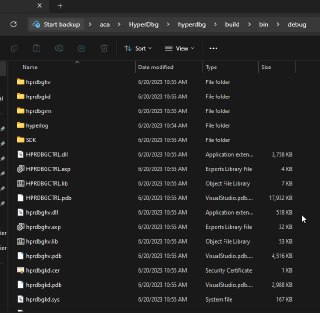 Start backup > aca > HyperDbg > hyperdbg > build > bin > debug
Sort View
Name Date modified Type Size
hprdbghv 6/20/2023 10:55 AM File folder
hprdbgkd 6/20/2023 10:55 AM File folder
hprdbgrm 6/20/2023 10:55 AM File folder
hyperlog 6/20/2023 10:54 AM File folder
SDK 6/20/2023 10:55 AM File folder
HPRDBGCTRL.dll 6/20/2023 10:55 AM Application exten... 3,758 KB
HPRDBGCTRL.exp 6/20/2023 10:55 AM Exports Library File 4 KB
HPRDBGCTRL.lib 6/20/2023 10:55 AM Object File Library 7 KB
HPRDBGCTRL.pdb 6/20/2023 10:55 AM VisualStudio.pdb.... 17,932 KB
hprdbghv.dll 6/20/2023 10:55 AM Application exten... 518 KB
hprdbghv.exp 6/20/2023 10:55 AM Exports Library File 32 KB
hprdbghv.lib 6/20/2023 10:55 AM Object File Library 53 KB
hprdbghv.pdb 6/20/2023 10:55 AM VisualStudio.pdb.... 4,516 KB
hprdbgkd.cer 6/20/2023 10:55 AM Security Certificate 1 KB
hprdbgkd.pdb 6/20/2023 10:55 AM VisualStudio.pdb.... 2,988 KB
hprdbgkd.sys 6/20/2023 10:55 AM System file 167 KB